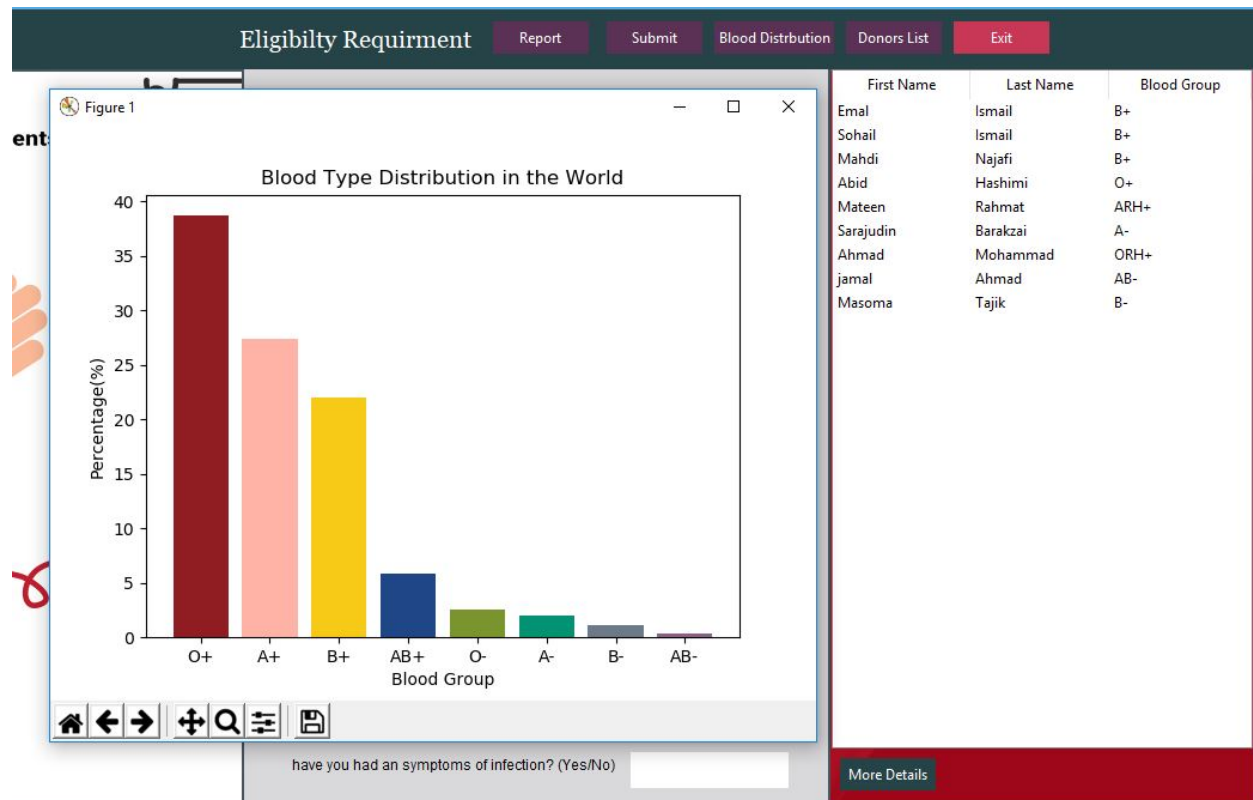 Eligibilty Requirment
Report
Submit
Blood Distrbution
Donors List
Exit
Figure 1
Blood Type Distribution in the World
40
35
30
25
20
15
10
5
0
Percentage(%)
O+ A+ B+ AB+ O- A- B- AB-
Blood Group
First Name Last Name Blood Group
Emal Ismail B+
Sohail Ismail B+
Mahdi Najafi B+
Abid Hashimi O+
Mateen Rahmat ARH+
Sarajudin Barakzai A-
Ahmad Mohammad ORH+
jamal Ahmad AB-
Masoma Tajik B-
have you had an symptoms of infection? (Yes/No)
More Details